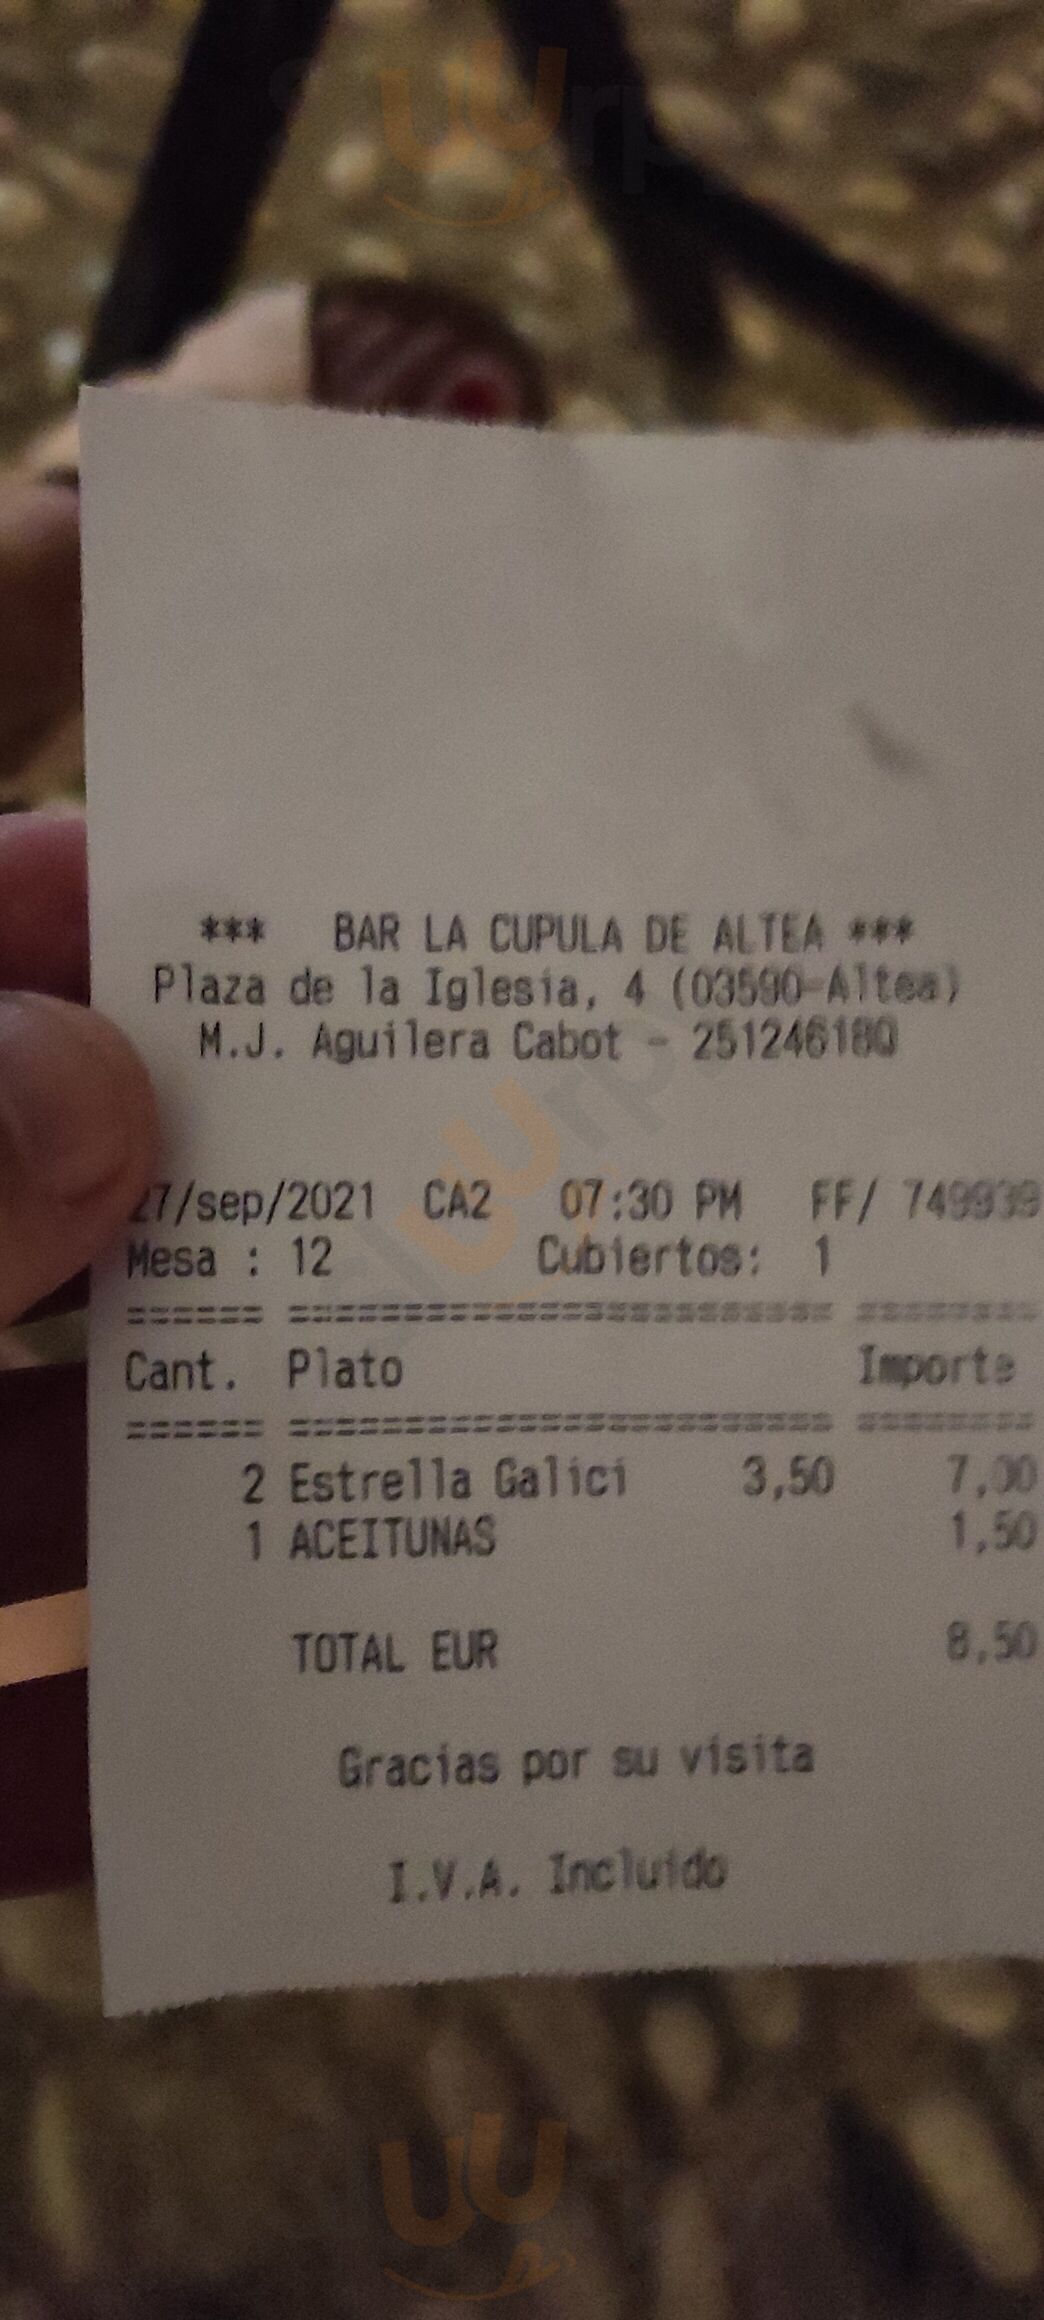 *** BAR LA CUPULA DE ALTEA ***
Plaza de la Iglesia, 4 (03590-Altea)
M.J. Aguilera Cabot - 25124618Q
27/sep/2021 CA2 07:30 PM FF/ 749939
Mesa : 12 Cubiertos: 1
====== ======================== ========
Cant. Plato Importe
====== ======================== ========
2 Estrella Galici 3,50 7,00
1 ACEITUNAS 1,50
TOTAL EUR 8,50
Gracias por su visita
I.V.A. Incluido